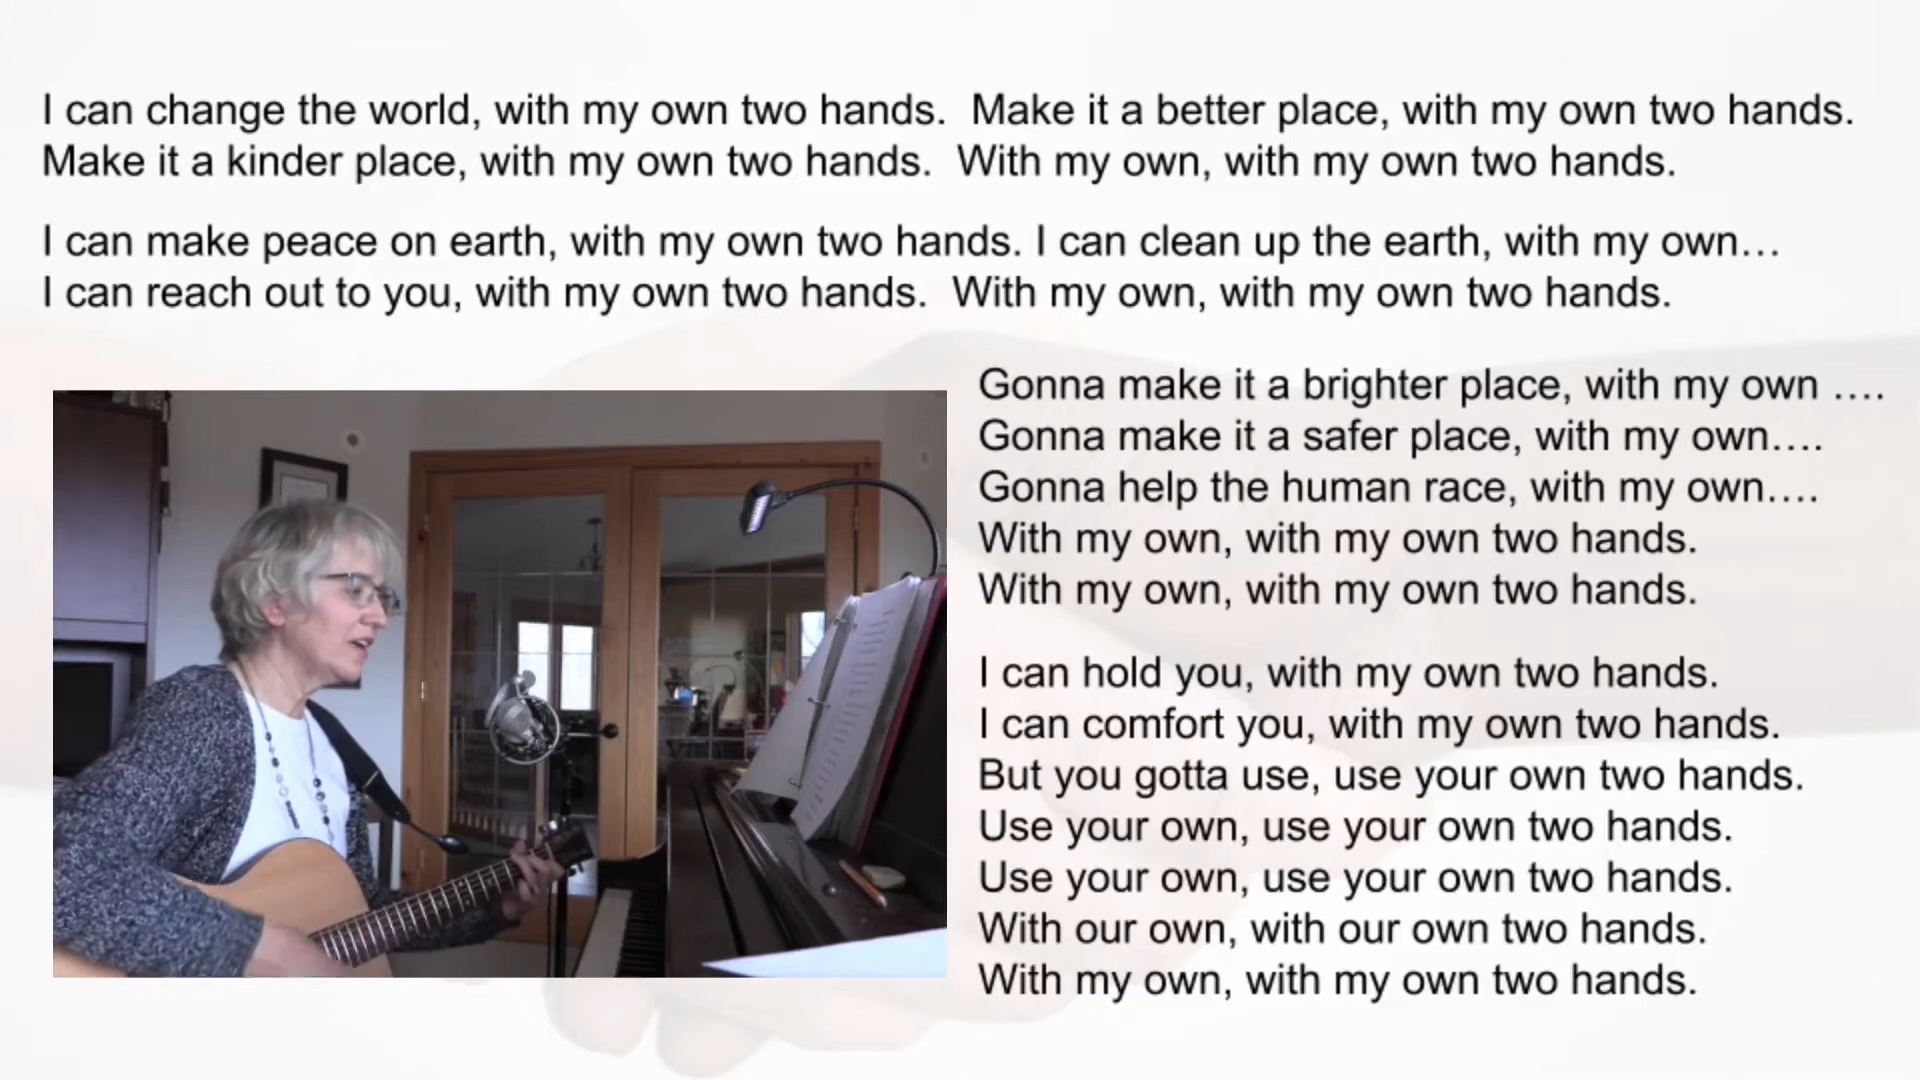 I can change the world, with my own two hands.  Make it a better place, with my own two hands.
Make it a kinder place, with my own two hands.  With my own, with my own two hands.
I can make peace on earth, with my own two hands. I can clean up the earth, with my own…
I can reach out to you, with my own two hands.  With my own, with my own two hands.
Gonna make it a brighter place, with my own ….
Gonna make it a safer place, with my own….
Gonna help the human race, with my own….
With my own, with my own two hands.
With my own, with my own two hands.
I can hold you, with my own two hands.
I can comfort you, with my own two hands.
But you gotta use, use your own two hands.
Use your own, use your own two hands.
Use your own, use your own two hands.
With our own, with our own two hands.
With my own, with my own two hands.